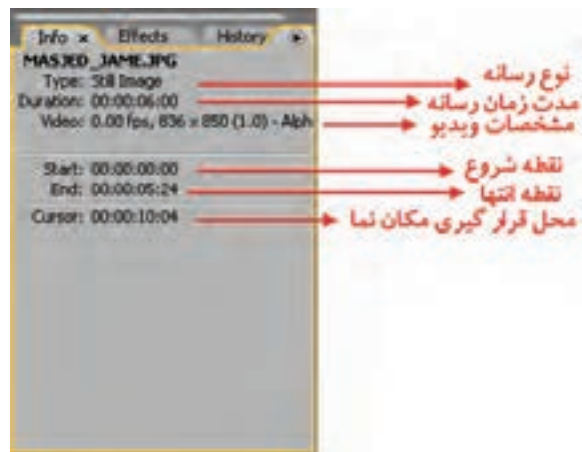 Info × Effects History
MASJED_JAME.JPG
Type: Still Image نوع رسانه
Duration: 00:00:06:00 مدت زمان رسانه
Video: 0.00 fps, 836 x 850 (1.0) - Alph مشخصات ویدیو
Start: 00:00:00:00 نقطه شروع
End: 00:00:05:24 نقطه انتها
Cursor: 00:00:10:04 محل قرار گیری مکان نما